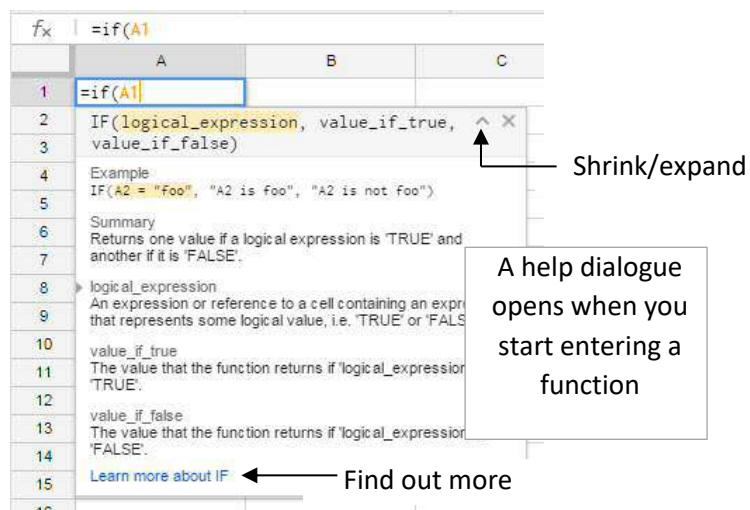 fx =if(A1
A B C
1 =if(A1
2 IF(logical_expression, value_if_true,
3 value_if_false)
Shrink/expand
4 Example
IF(A2 = "foo", "A2 is foo", "A2 is not foo")
5
6 Summary
Returns one value if a logical expression is 'TRUE' and
7 another if it is 'FALSE'.
8 logical_expression
An expression or reference to a cell containing an
9 that represents some logical value, i.e. 'TRUE' or
10 value_if_true
11 The value that the function returns if 'logical_expression
'TRUE'.
12
value_if_false
13 The value that the function returns if 'logical_expression
14 'FALSE'.
15 Learn more about IF
Find out more
A help dialogue
opens when you
start entering a
function